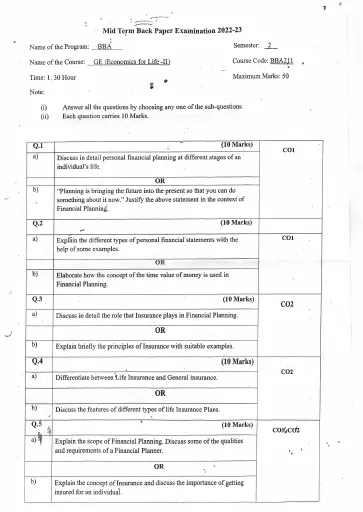 Mid Term Back Paper Examination 2022-23
Name of the Program: BBA
Semester: 2
Name of the Course: GE (Economics for Life -II)
Course Code: BBA211
Time: 1. 30 Hour
Maximum Marks: 50
Note:
(i) Answer all the questions by choosing any one of the sub-questions.
(ii) Each question carries 10 Marks.
Q.1 (10 Marks) CO1
a) Discuss in detail personal financial planning at different stages of an
individual's life.
OR
b) "Planning is bringing the future into the present so that you can do
something about it now." Justify the above statement in the context of
Financial Planning.
Q.2 (10 Marks)
a) Explain the different types of personal financial statements with the CO1
help of some examples.
OR
b) Elaborate how the concept of the time value of money is used in
Financial Planning.
Q.3 (10 Marks) CO2
a) Discuss in detail the role that Insurance plays in Financial Planning.
OR
b) Explain briefly the principles of Insurance with suitable examples.
Q.4 (10 Marks) CO2
a) Differentiate between Life Insurance and General insurance.
OR
b) Discuss the features of different types of life Insurance Plans.
Q.5 (10 Marks) CO1,CO2
a) Explain the scope of Financial Planning. Discuss some of the qualities
and requirements of a Financial Planner.
OR
b) Explain the concept of Insurance and discuss the importance of getting
insured for an individual.